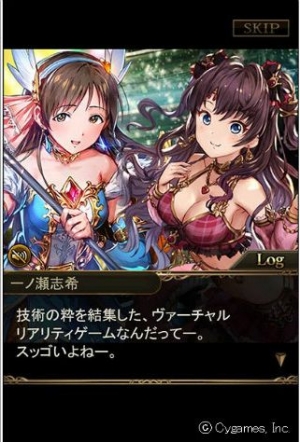 SKIP
Log
一ノ瀬志希
技術の粋を結集した、ヴァーチャル
リアリティゲームなんだってー。
スッゴいよねー。
© Cygames, Inc.